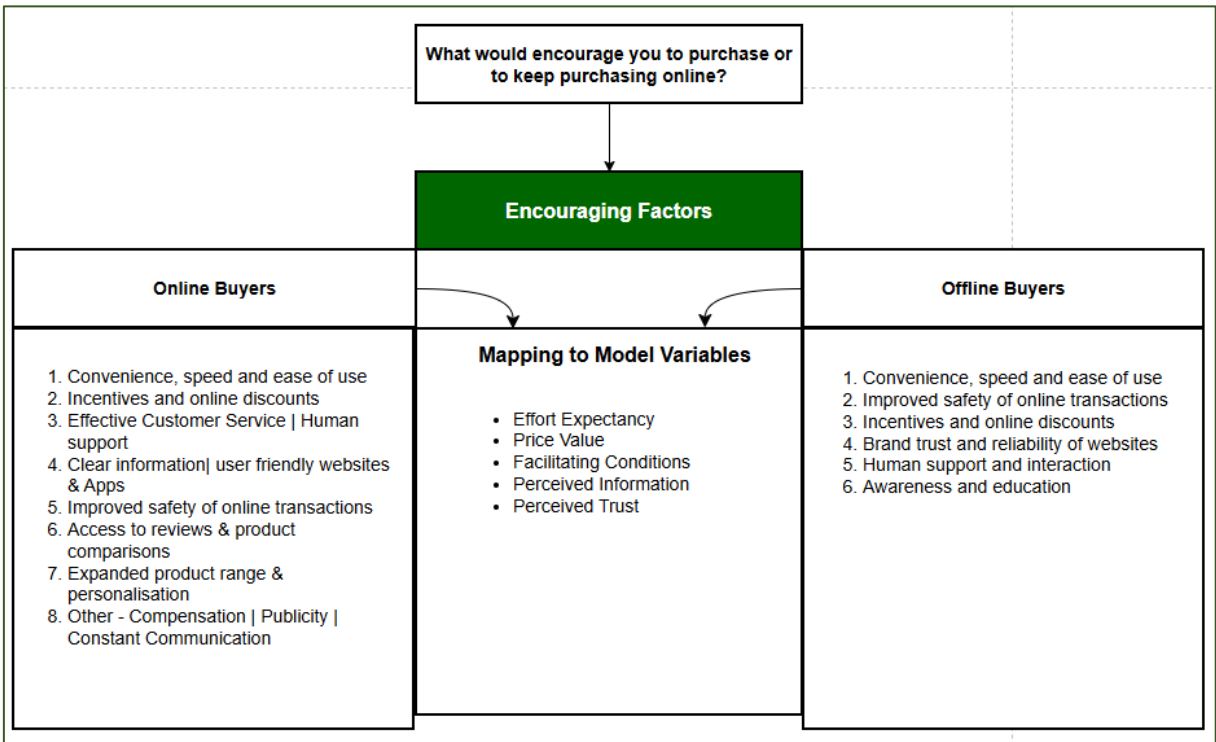 What would encourage you to purchase or
to keep purchasing online?
Encouraging Factors
Online Buyers
1. Convenience, speed and ease of use
2. Incentives and online discounts
3. Effective Customer Service | Human
support
4. Clear information| user friendly websites
& Apps
5. Improved safety of online transactions
6. Access to reviews & product
comparisons
7. Expanded product range &
personalisation
8. Other - Compensation | Publicity |
Constant Communication
Mapping to Model Variables
• Effort Expectancy
• Price Value
• Facilitating Conditions
• Perceived Information
• Perceived Trust
Offline Buyers
1. Convenience, speed and ease of use
2. Improved safety of online transactions
3. Incentives and online discounts
4. Brand trust and reliability of websites
5. Human support and interaction
6. Awareness and education